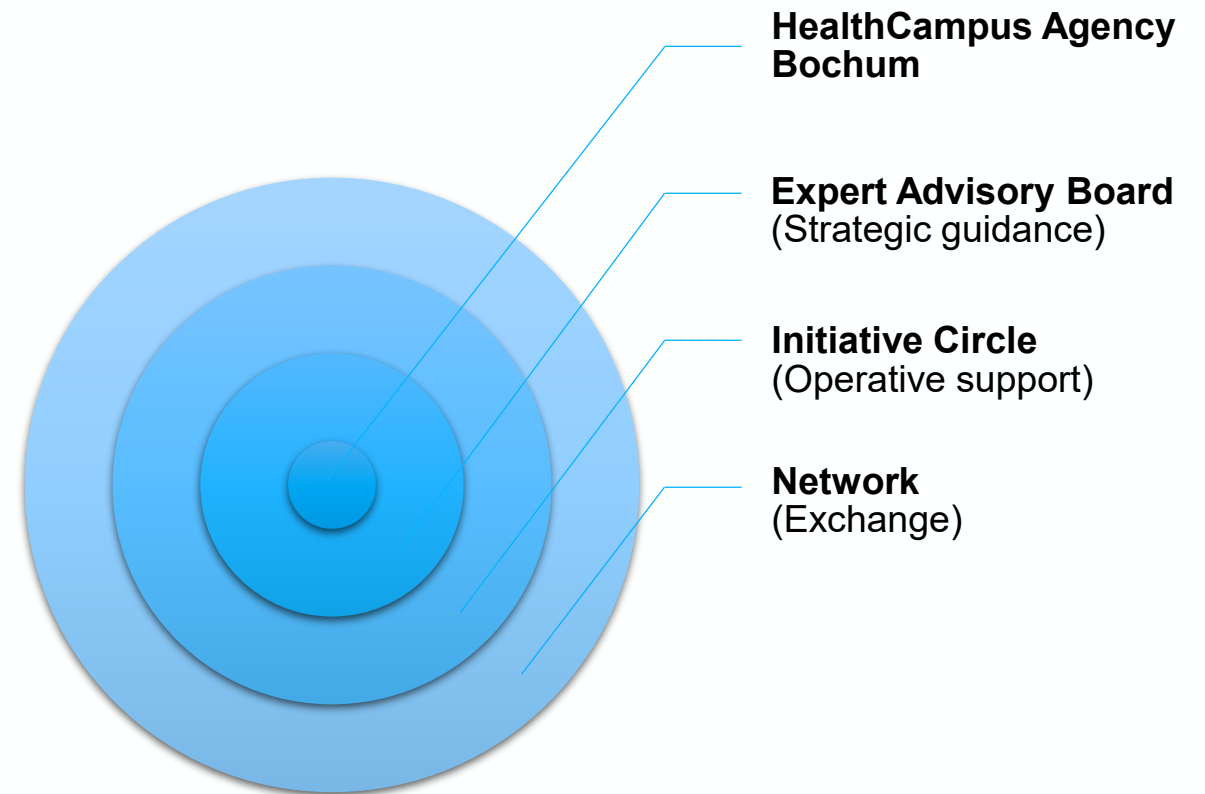 HealthCampus Agency
Bochum
Expert Advisory Board
(Strategic guidance)
Initiative Circle
(Operative support)
Network
(Exchange)